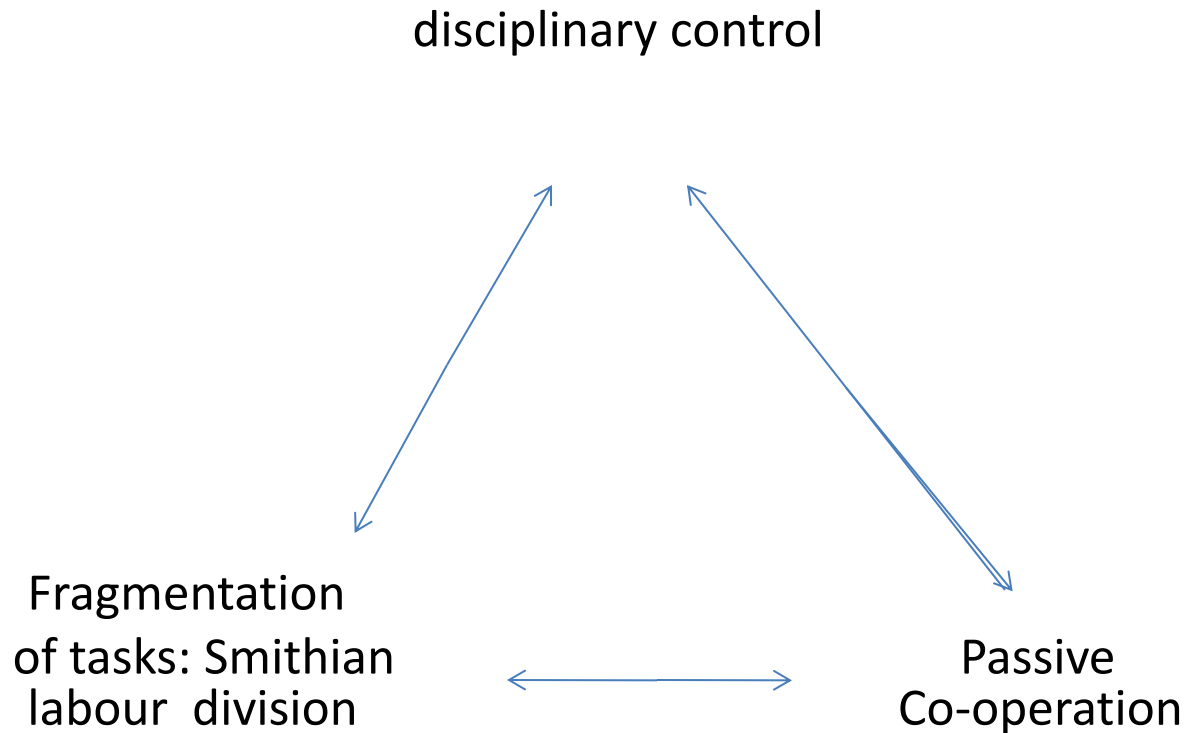 disciplinary control
Fragmentation
of tasks: Smithian
labour  division
Passive
Co-operation